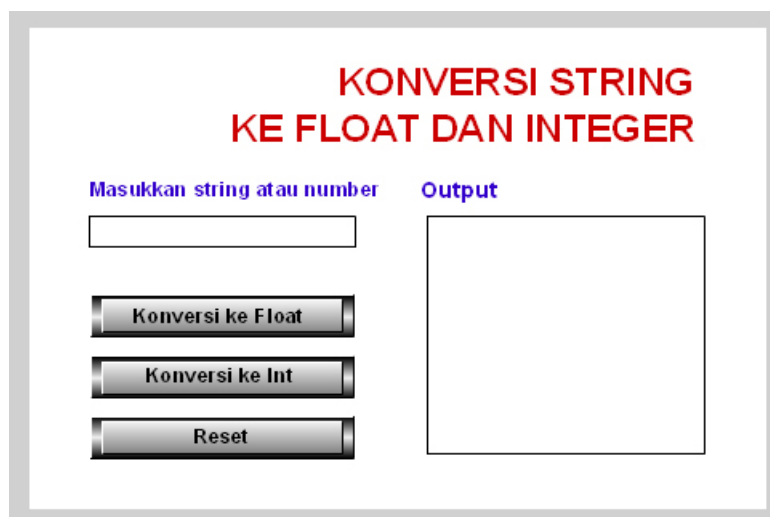 KONVERSI STRING
KE FLOAT DAN INTEGER
Masukkan string atau number
Output
Konversi ke Float
Konversi ke Int
Reset